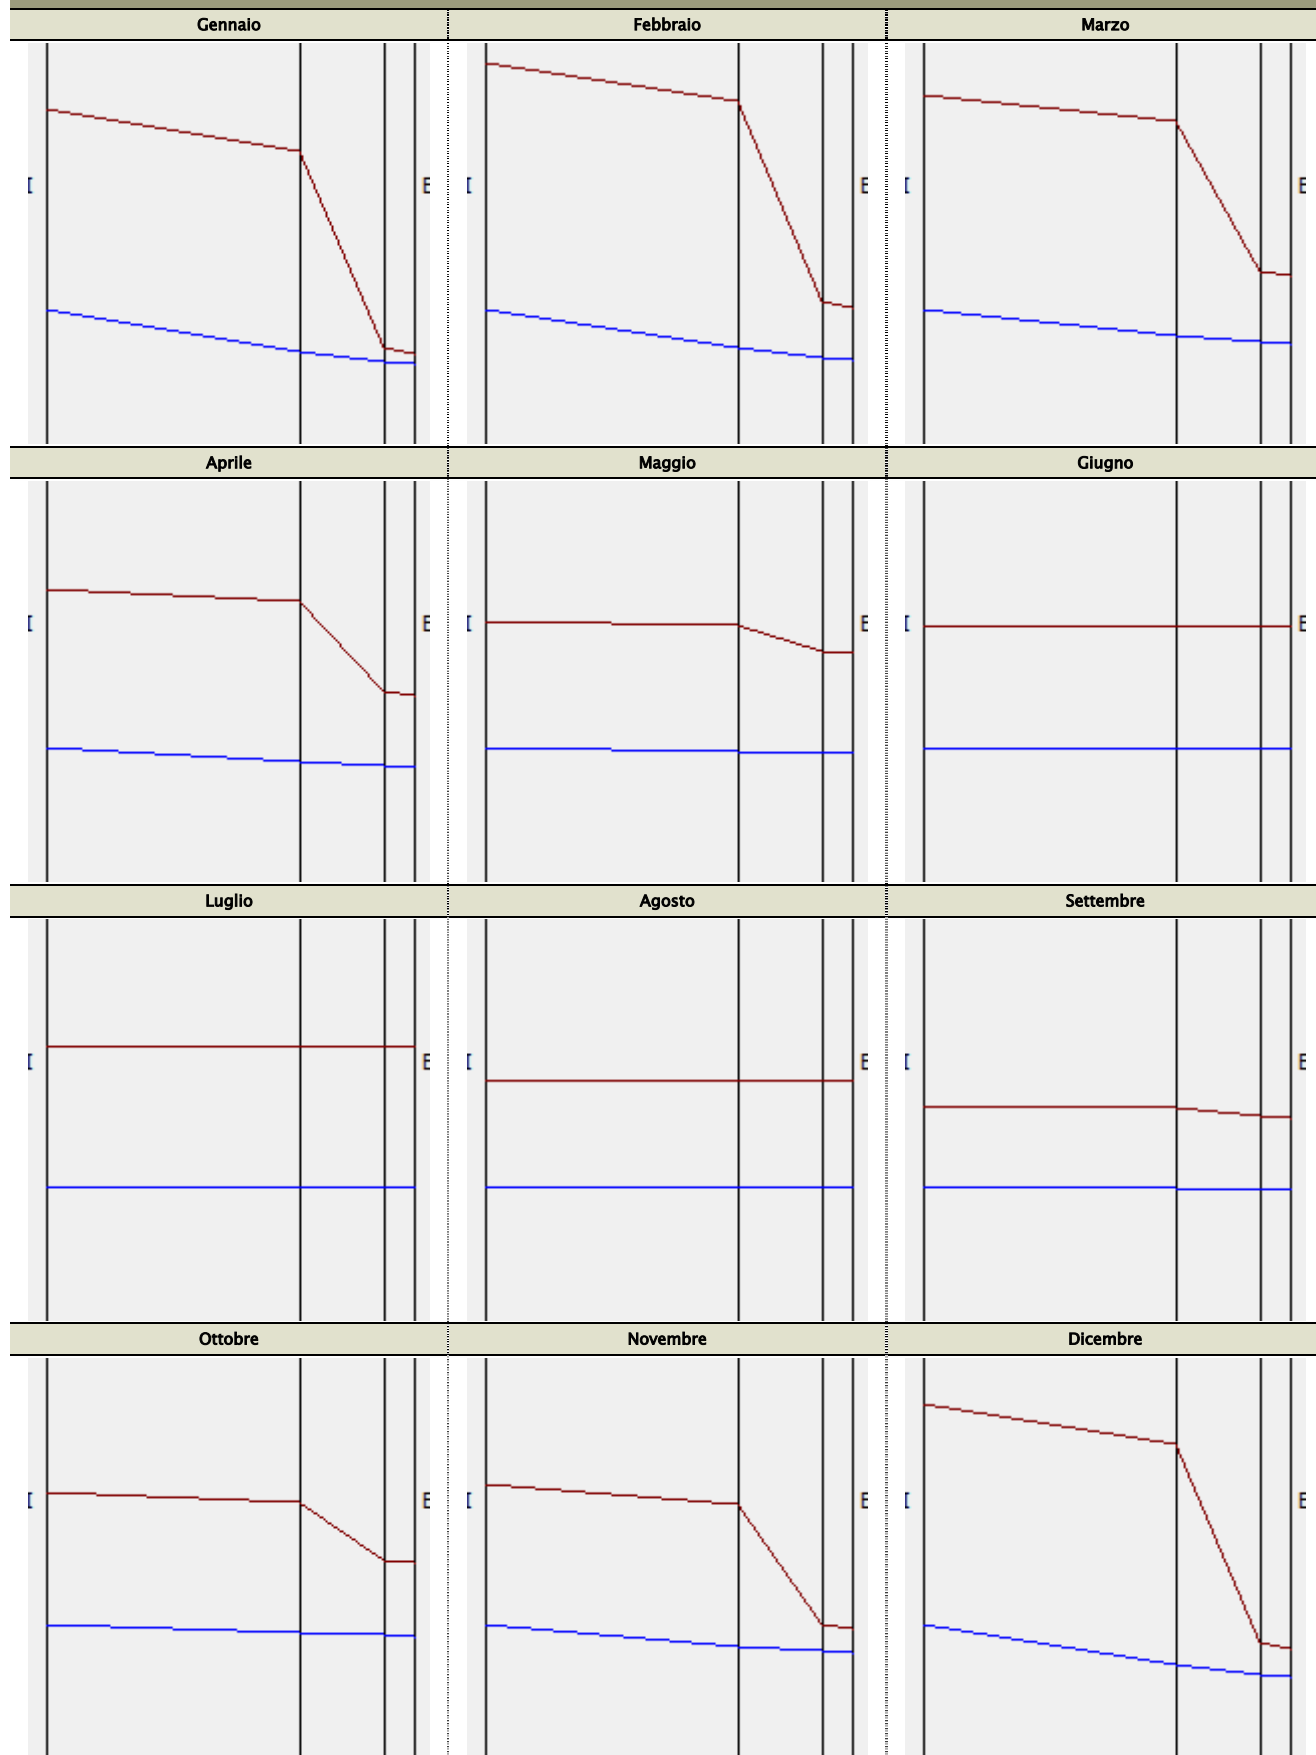 Gennaio Febbraio Marzo
I E I E I E
Aprile Maggio Giugno
I E I E I E
Luglio Agosto Settembre
I E I E I E
Ottobre Novembre Dicembre
I E I E I E